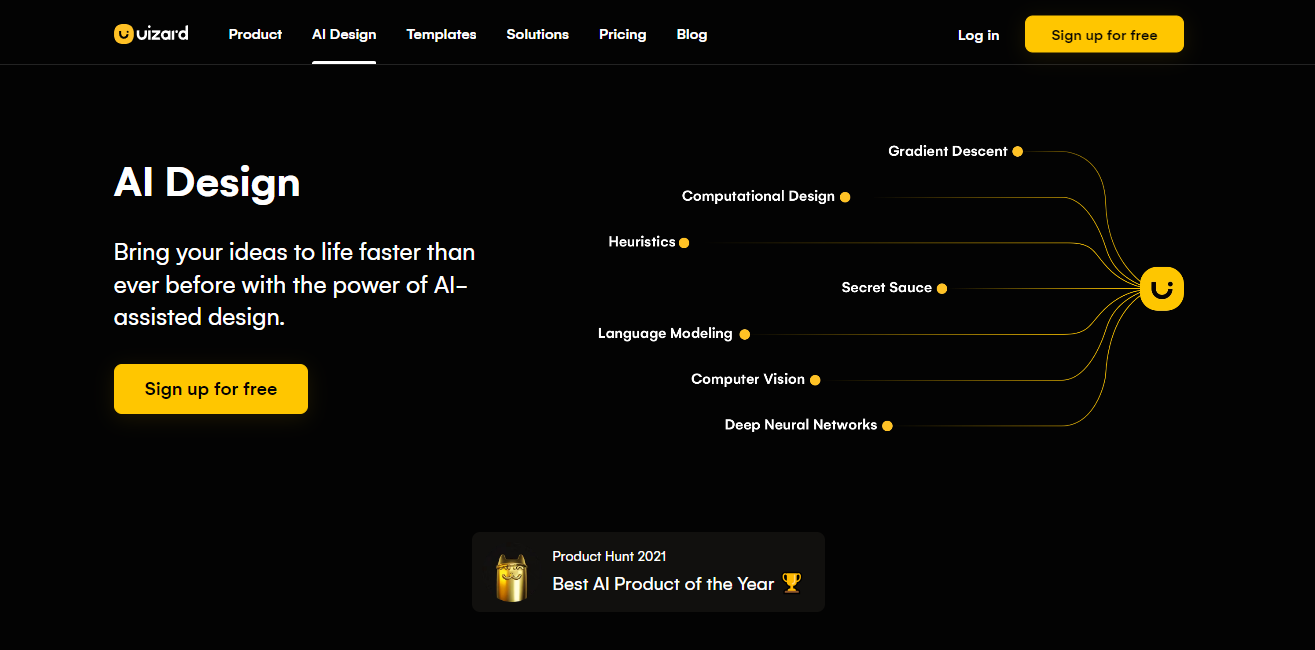 uizard
Product
AI Design
Templates
Solutions
Pricing
Blog
Log in
Sign up for free
AI Design
Bring your ideas to life faster than
ever before with the power of AI-
assisted design.
Sign up for free
Gradient Descent
Computational Design
Heuristics
Secret Sauce
Language Modeling
Computer Vision
Deep Neural Networks
Product Hunt 2021
Best AI Product of the Year 🏆